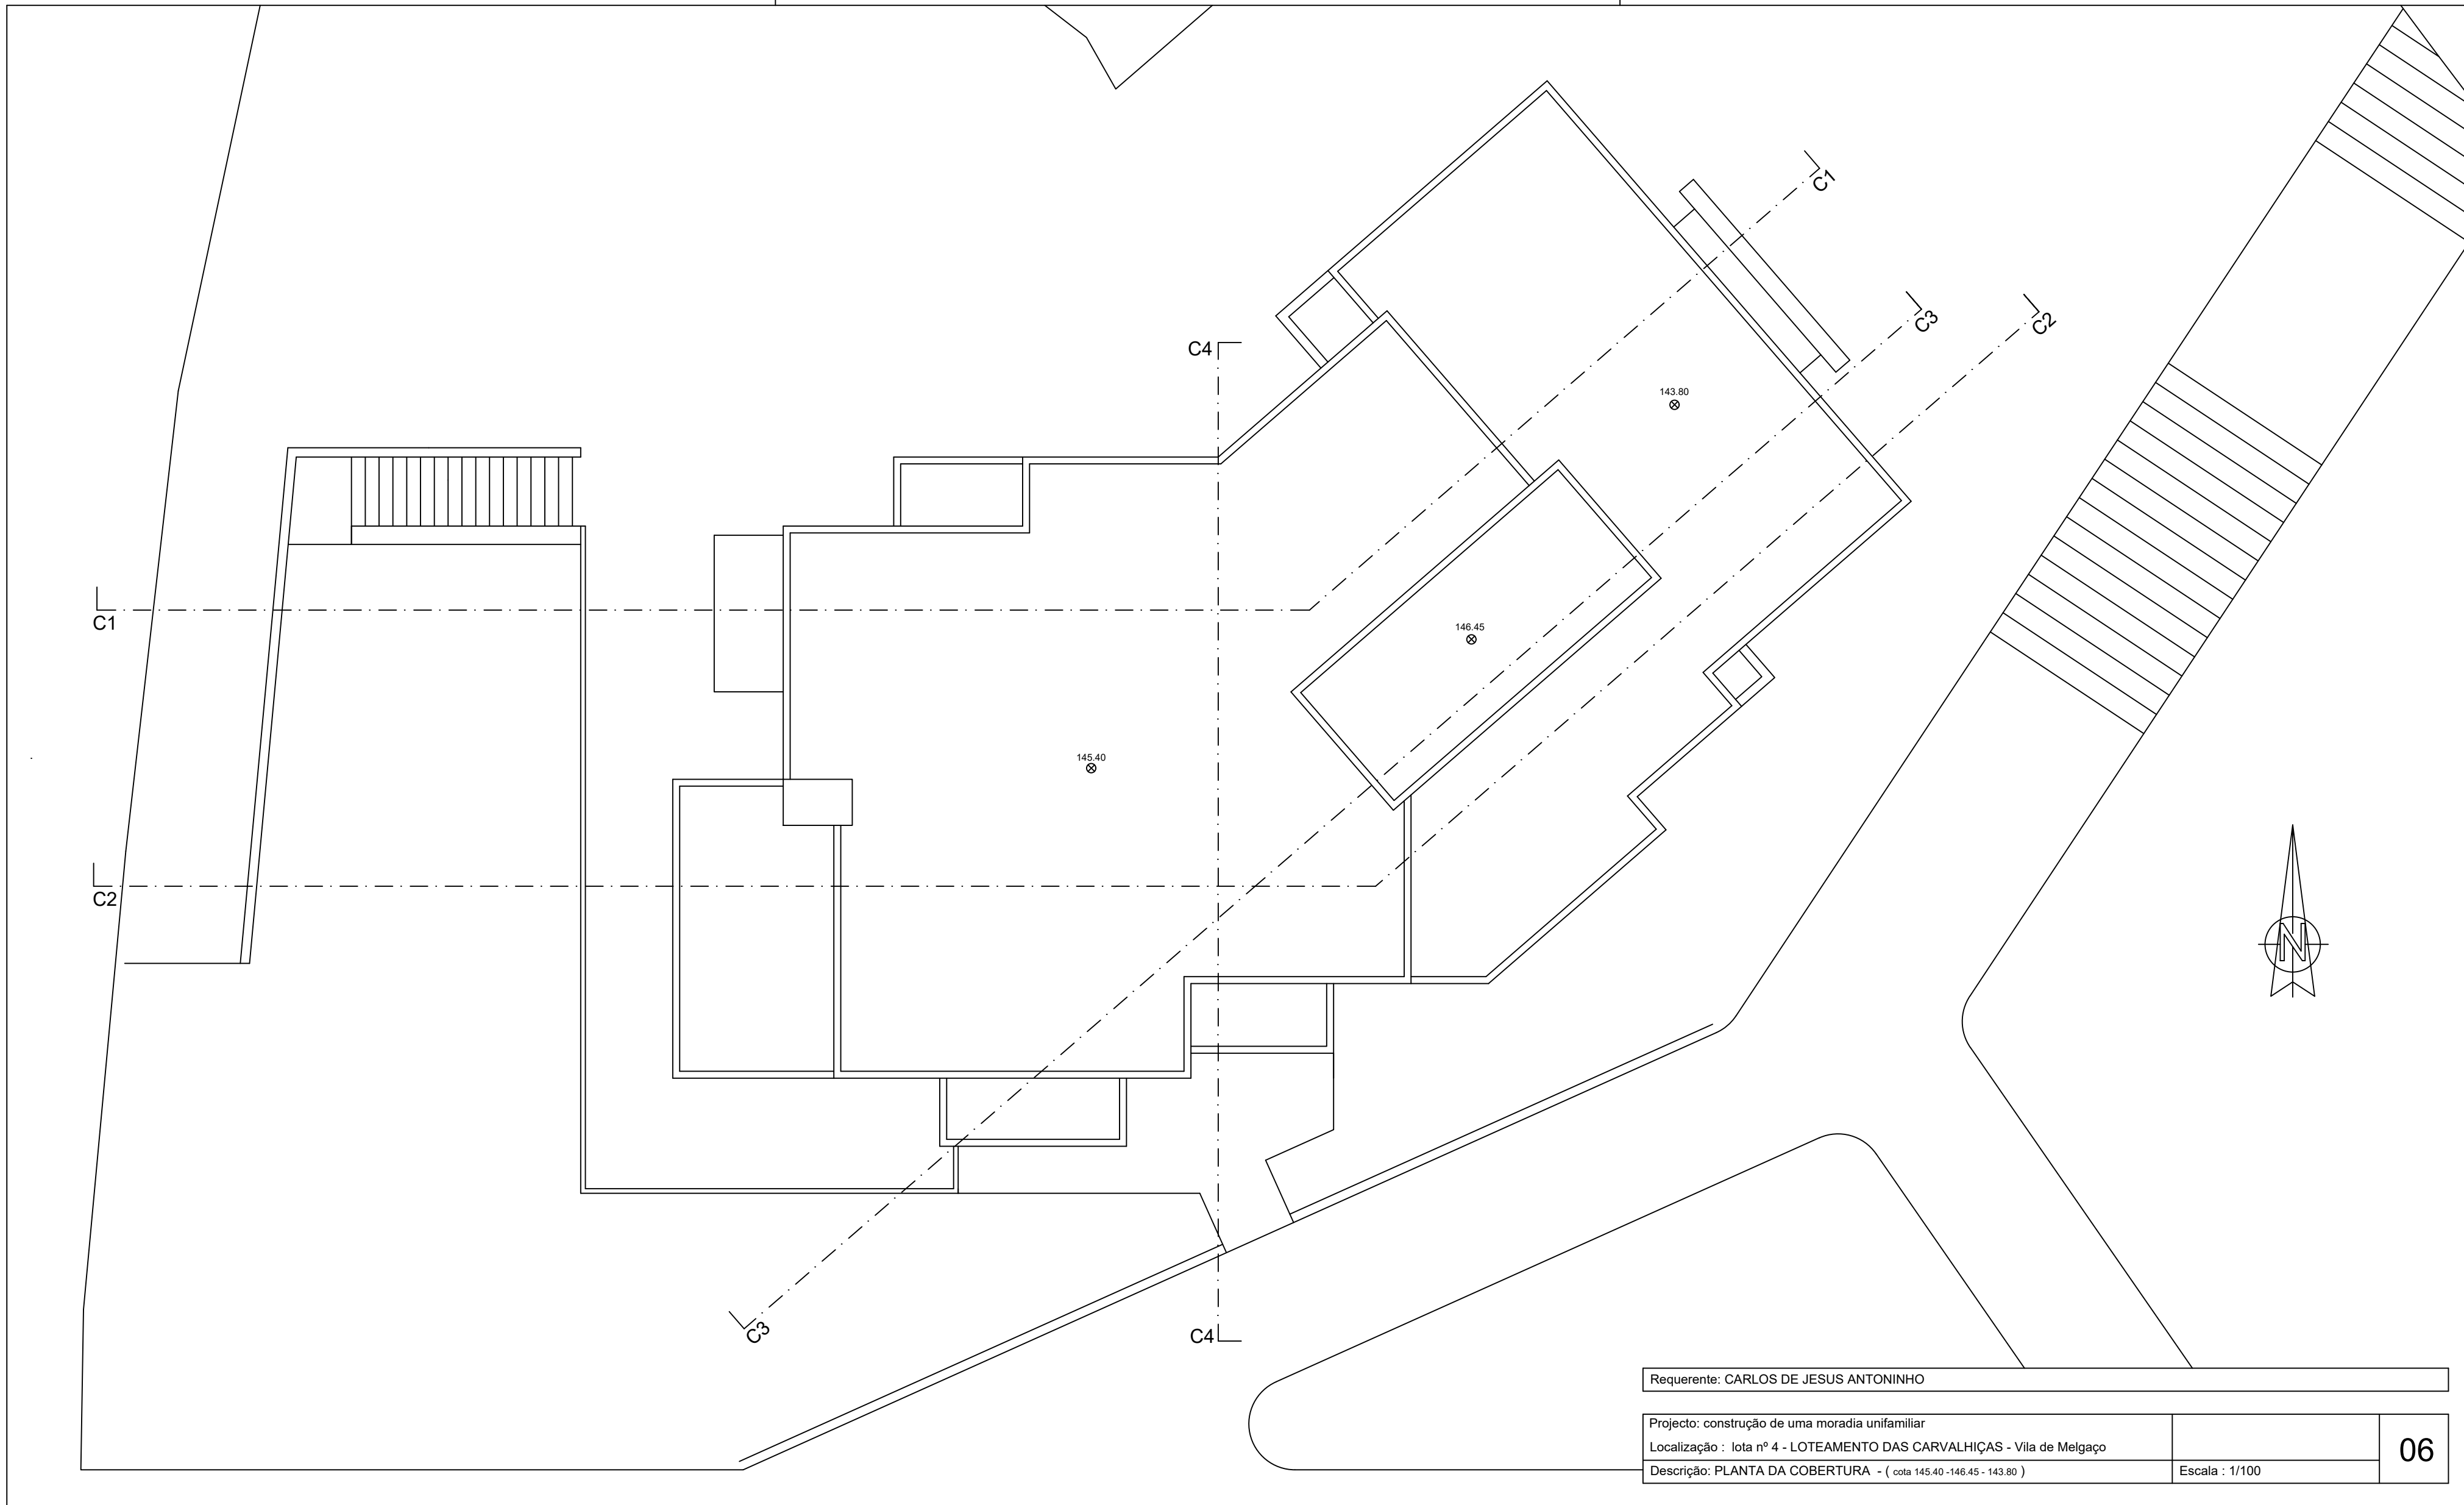 C1
C3
C2
C4
143.80
C1
146.45
145.40
C2
N
C3
C4
Requerente: CARLOS DE JESUS ANTONINHO
Projecto: construção de uma moradia unifamiliar
Localização : lota nº 4 - LOTEAMENTO DAS CARVALHIÇAS - Vila de Melgaço
06
Descrição: PLANTA DA COBERTURA - ( cota 145.40 -146.45 - 143.80 )
Escala : 1/100